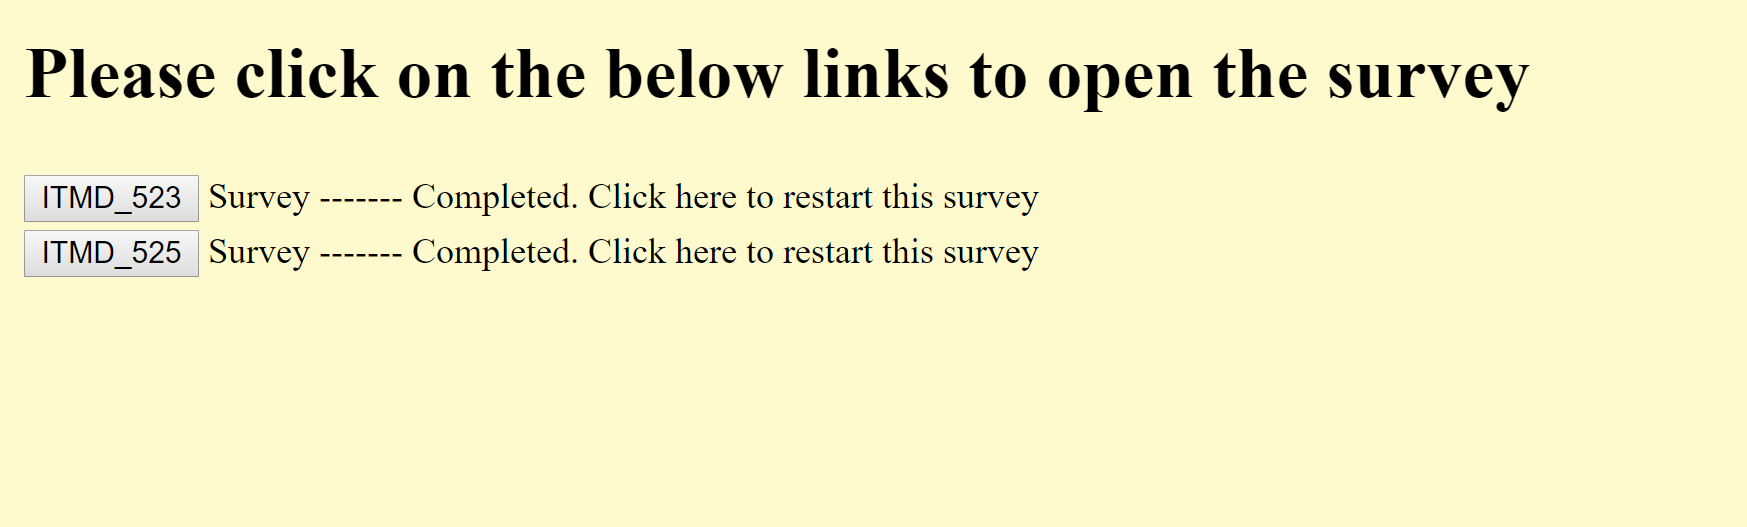 Please click on the below links to open the survey
ITMD_523 Survey ------- Completed. Click here to restart this survey
ITMD_525 Survey ------- Completed. Click here to restart this survey